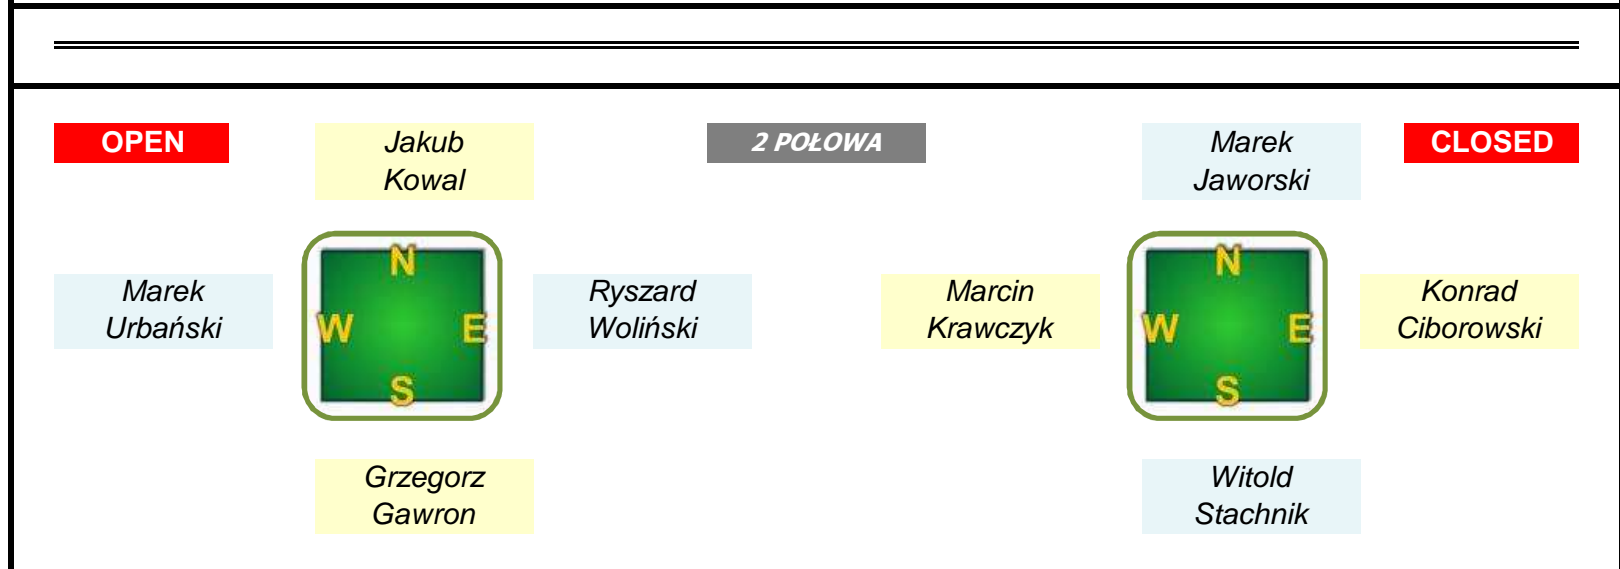 OPEN
Jakub
Kowal
2 POŁOWA
Marek
Jaworski
CLOSED
N
W
E
S
Marek
Urbański
Ryszard
Woliński
Marcin
Krawczyk
N
W
E
S
Konrad
Ciborowski
Grzegorz
Gawron
Witold
Stachnik